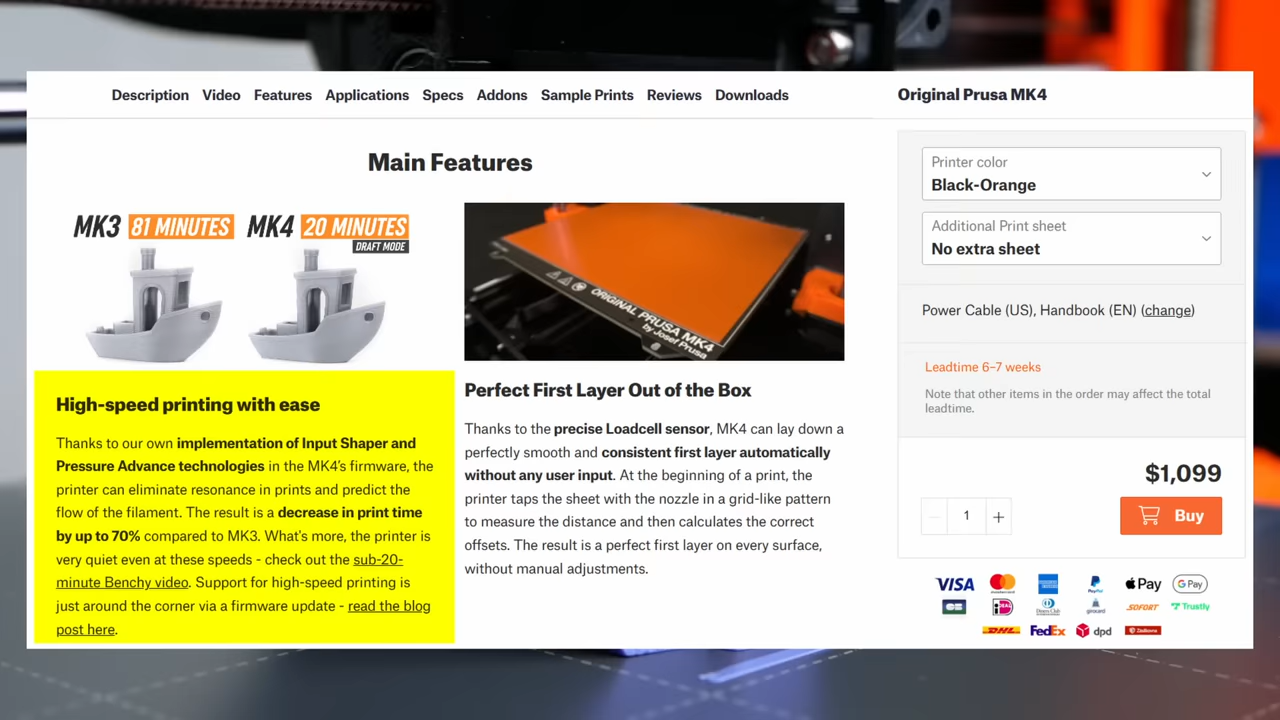 Description Video Features Applications Specs Addons Sample Prints Reviews Downloads
Original Prusa MK4
Main Features
MK3 81 MINUTES
MK4 20 MINUTES
DRAFT MODE
High-speed printing with ease
Thanks to our own implementation of Input Shaper and
Pressure Advance technologies in the MK4's firmware, the
printer can eliminate resonance in prints and predict the
flow of the filament. The result is a decrease in print time
by up to 70% compared to MK3. What's more, the printer is
very quiet even at these speeds - check out the sub-20-
minute Benchy video. Support for high-speed printing is
just around the corner via a firmware update - read the blog
post here.
ORIGINAL PRUSA MK4
by Josef Prusa
Perfect First Layer Out of the Box
Thanks to the precise Loadcell sensor, MK4 can lay down a
perfectly smooth and consistent first layer automatically
without any user input. At the beginning of a print, the
printer taps the sheet with the nozzle in a grid-like pattern
to measure the distance and then calculates the correct
offsets. The result is a perfect first layer on every surface,
without manual adjustments.
Printer color
Black-Orange
Additional Print sheet
No extra sheet
Power Cable (US), Handbook (EN) (change)
Leadtime 6-7 weeks
Note that other items in the order may affect the total
leadtime.
$1,099
1 +
Buy
VISA mastercard PayPal Pay G Pay
CB iDEAL Diners Club girocard SOFORT Trustly
DHL FedEx dpd Zásilkovna